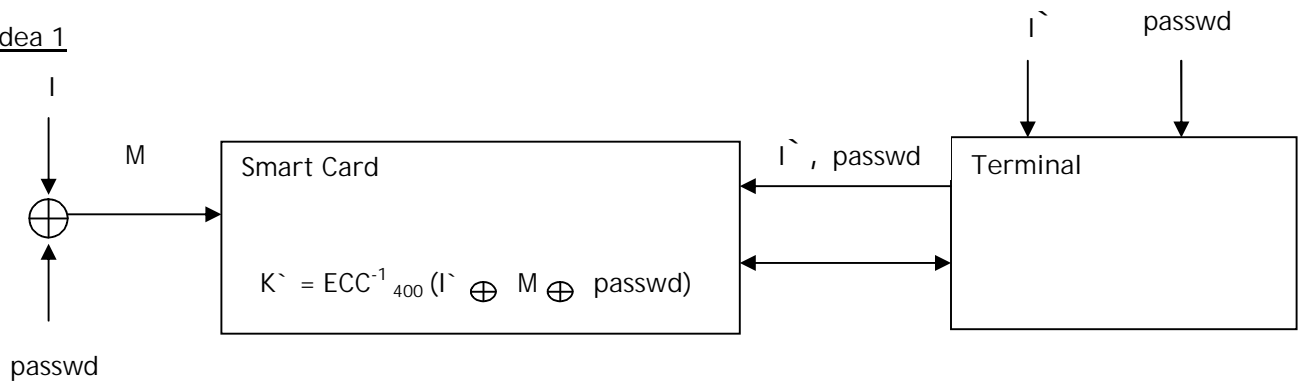 dea 1
I` passwd
I
M
Smart Card
I` , passwd
Terminal
K` = ECC⁻¹ ₄₀₀ (I` ⊕ M ⊕ passwd)
passwd